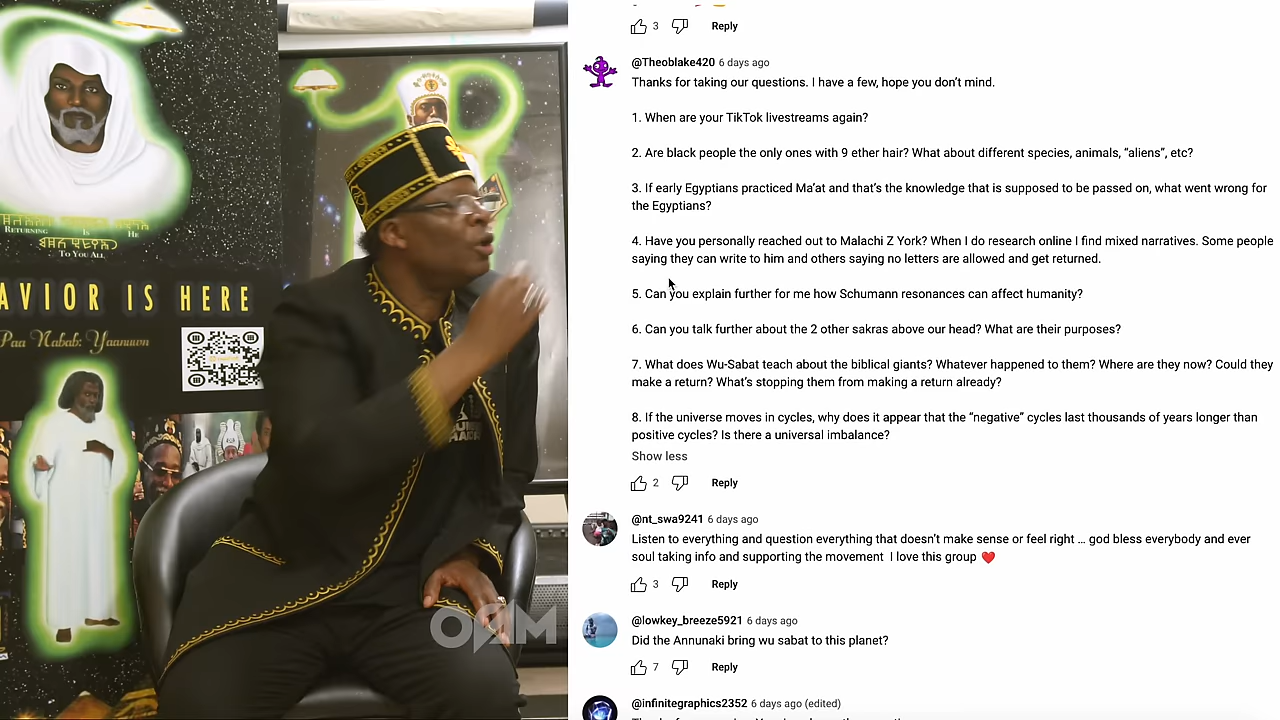 RETURNING IS HE
TO YOU ALL
AVIOR IS HERE
Paa Nabab: Yaanuwn
OAM
3
Reply
@Theoblake420 6 days ago
Thanks for taking our questions. I have a few, hope you don't mind.
1. When are your TikTok livestreams again?
2. Are black people the only ones with 9 ether hair? What about different species, animals, “aliens”, etc?
3. If early Egyptians practiced Ma'at and that's the knowledge that is supposed to be passed on, what went wrong for
the Egyptians?
4. Have you personally reached out to Malachi Z York? When I do research online I find mixed narratives. Some people
saying they can write to him and others saying no letters are allowed and get returned.
5. Can you explain further for me how Schumann resonances can affect humanity?
6. Can you talk further about the 2 other sakras above our head? What are their purposes?
7. What does Wu-Sabat teach about the biblical giants? Whatever happened to them? Where are they now? Could they
make a return? What's stopping them from making a return already?
8. If the universe moves in cycles, why does it appear that the “negative” cycles last thousands of years longer than
positive cycles? Is there a universal imbalance?
Show less
2
Reply
@nt_swa9241 6 days ago
Listen to everything and question everything that doesn't make sense or feel right ... god bless everybody and ever
soul taking info and supporting the movement I love this group ❤️
3
Reply
@lowkey_breeze5921 6 days ago
Did the Annunaki bring wu sabat to this planet?
7
Reply
@infinitegraphics2352 6 days ago (edited)